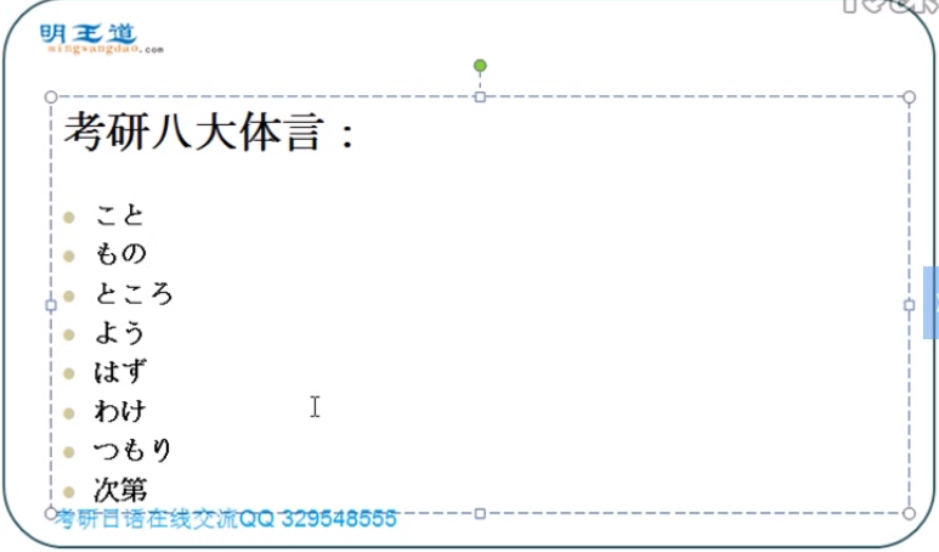 明王道
mingwangdao.com
考研八大体言：
こと
もの
ところ
よう
はず
わけ
つもり
次第
考研日语在线交流QQ 329548555